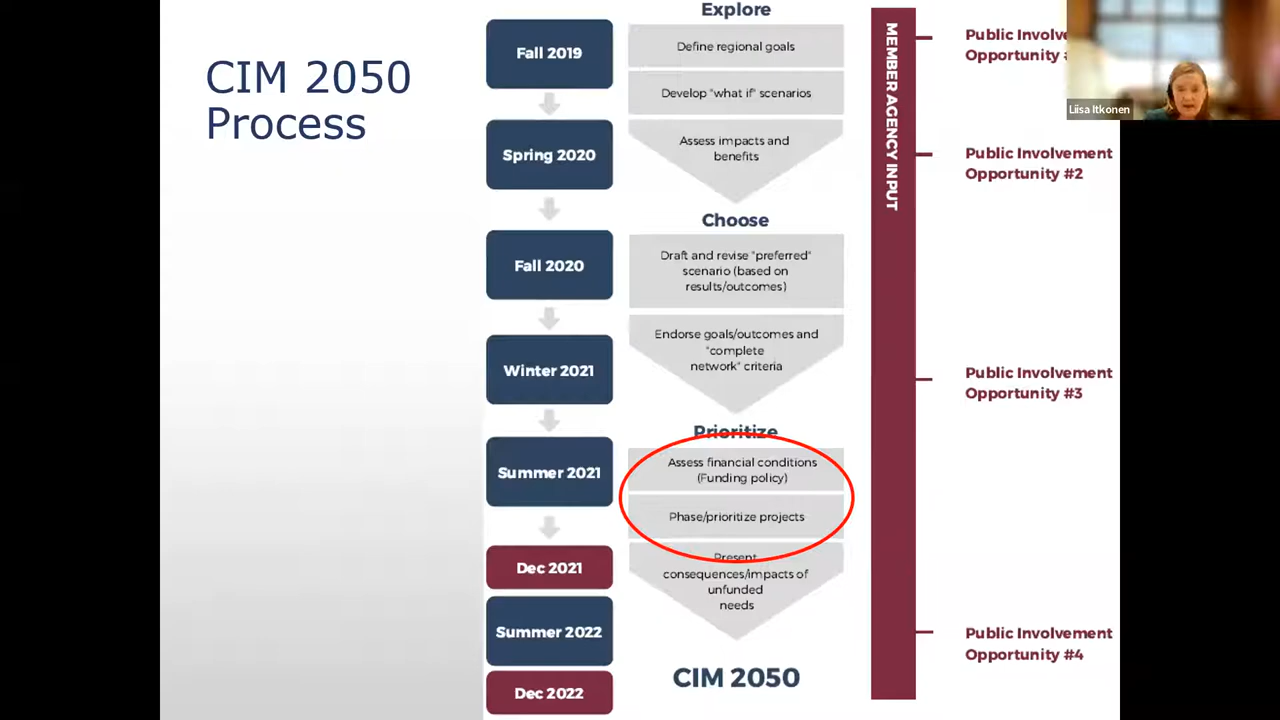 CIM 2050
Process
Fall 2019
Spring 2020
Fall 2020
Winter 2021
Summer 2021
Dec 2021
Summer 2022
Dec 2022
Explore
Define regional goals
Develop "what if" scenarios
Assess impacts and
benefits
Choose
Draft and revise "preferred"
scenario (based on
results/outcomes)
Endorse goals/outcomes and
"complete
network" criteria
Prioritize
Assess financial conditions
(Funding policy)
Phase/prioritize projects
Present
consequences/impacts of
unfunded
needs
CIM 2050
MEMBER AGENCY INPUT
Public
Opportunity
Public Involvement
Opportunity #2
Public Involvement
Opportunity #3
Public Involvement
Opportunity #4
Liisa Itkonen